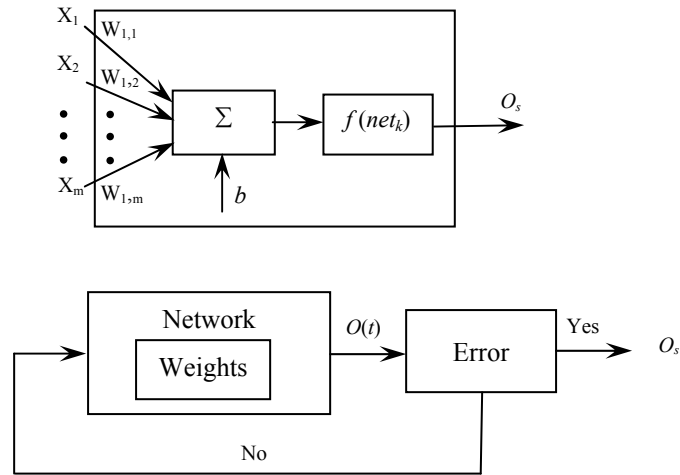 X₁
W₁,₁
X₂
W₁,₂
Σ
f(netₖ)
Oₛ
Xₘ
W₁,ₘ
b
Network
Weights
O(t)
Error
Yes
Oₛ
No